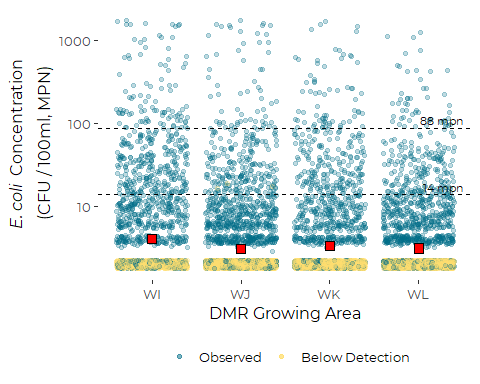 E. coli Concentration
(CFU / 100ml, MPN)
1000
100
10
88 mpn
14 mpn
WI WJ WK WL
DMR Growing Area
Observed Below Detection